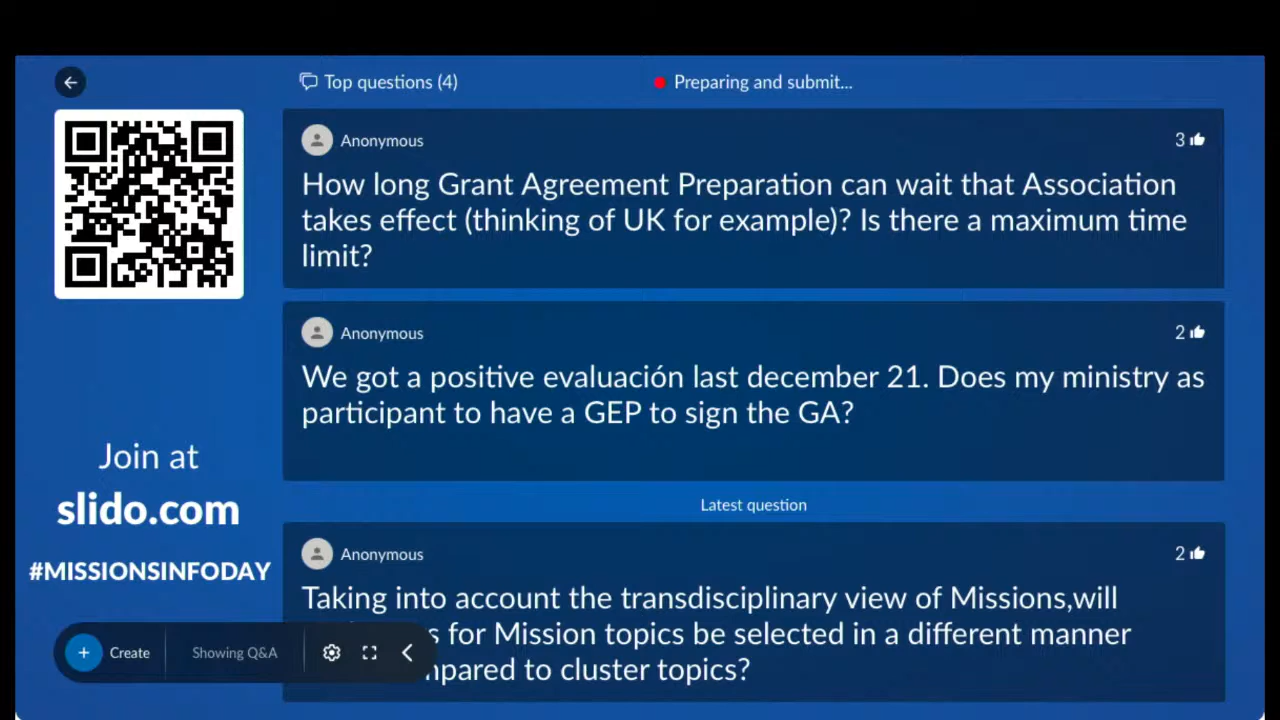 Top questions (4)
Preparing and submit...
Anonymous
3
How long Grant Agreement Preparation can wait that Association
takes effect (thinking of UK for example)? Is there a maximum time
limit?
Anonymous
2
We got a positive evaluación last december 21. Does my ministry as
participant to have a GEP to sign the GA?
Join at
slido.com
#MISSIONSINFODAY
Latest question
Anonymous
2
Taking into account the transdisciplinary view of Missions,will
for Mission topics be selected in a different manner
to cluster topics?
Create
Showing Q&A